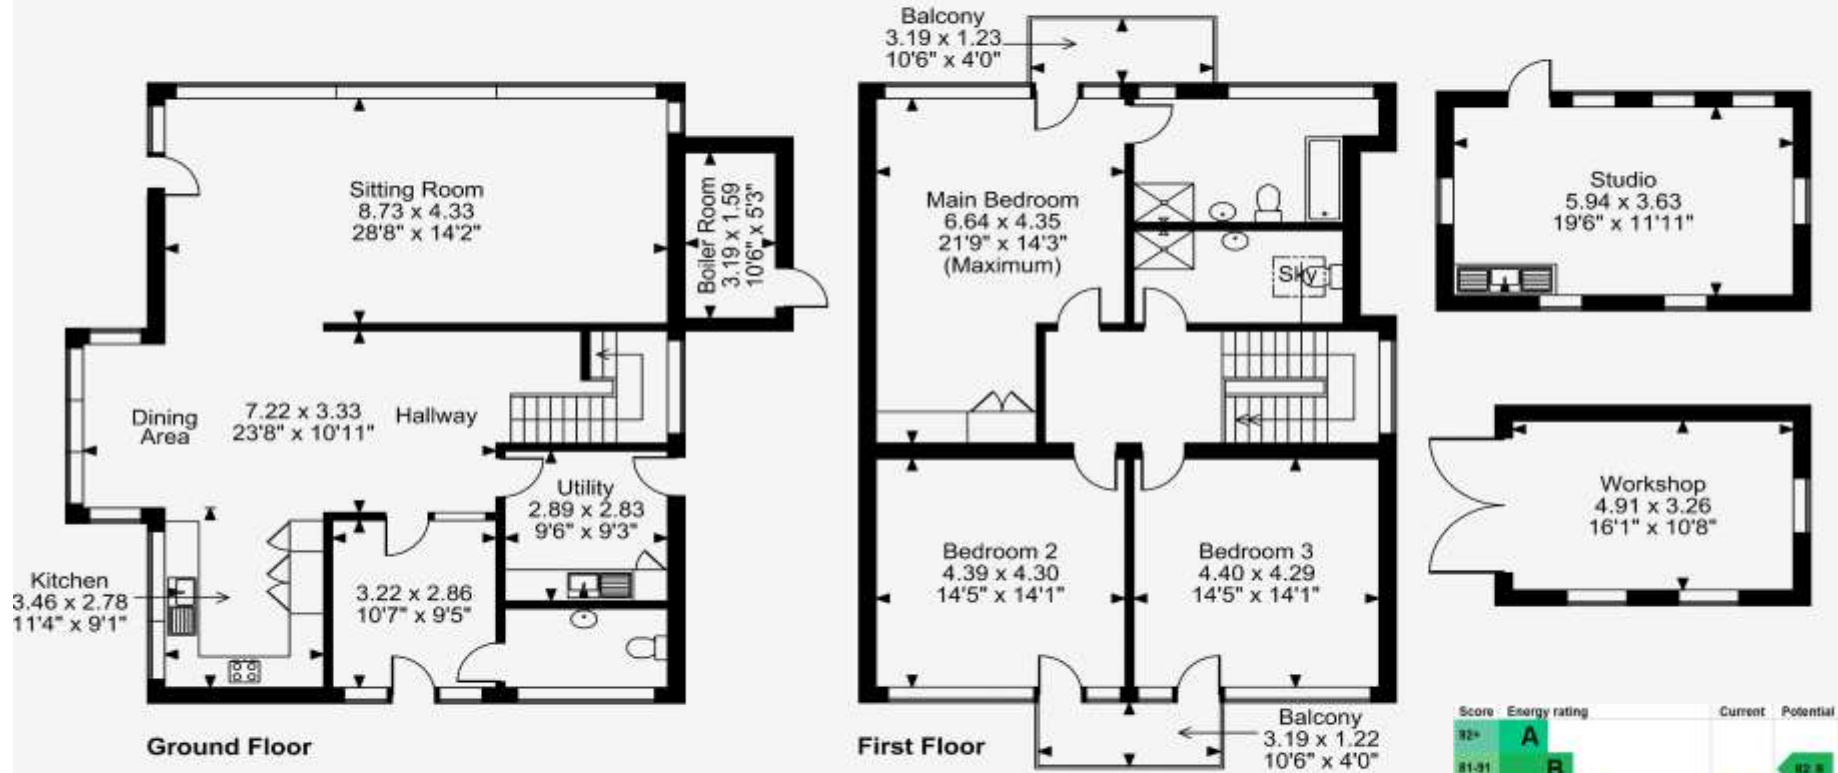 Balcony
3.19 x 1.23
10'6" x 4'0"
Sitting Room
8.73 x 4.33
28'8" x 14'2"
Boiler Room
3.19 x 1.59
10'6" x 5'3"
Dining
Area
7.22 x 3.33
23'8" x 10'11"
Hallway
Utility
2.89 x 2.83
9'6" x 9'3"
Kitchen
3.46 x 2.78
11'4" x 9'1"
3.22 x 2.86
10'7" x 9'5"
Ground Floor
Main Bedroom
6.64 x 4.35
21'9" x 14'3"
(Maximum)
Sky
Bedroom 2
4.39 x 4.30
14'5" x 14'1"
Bedroom 3
4.40 x 4.29
14'5" x 14'1"
Balcony
3.19 x 1.22
10'6" x 4'0"
First Floor
Studio
5.94 x 3.63
19'6" x 11'11"
Workshop
4.91 x 3.26
16'1" x 10'8"
Score Energy rating Current Potential
92+ A
81-91 B 92 B